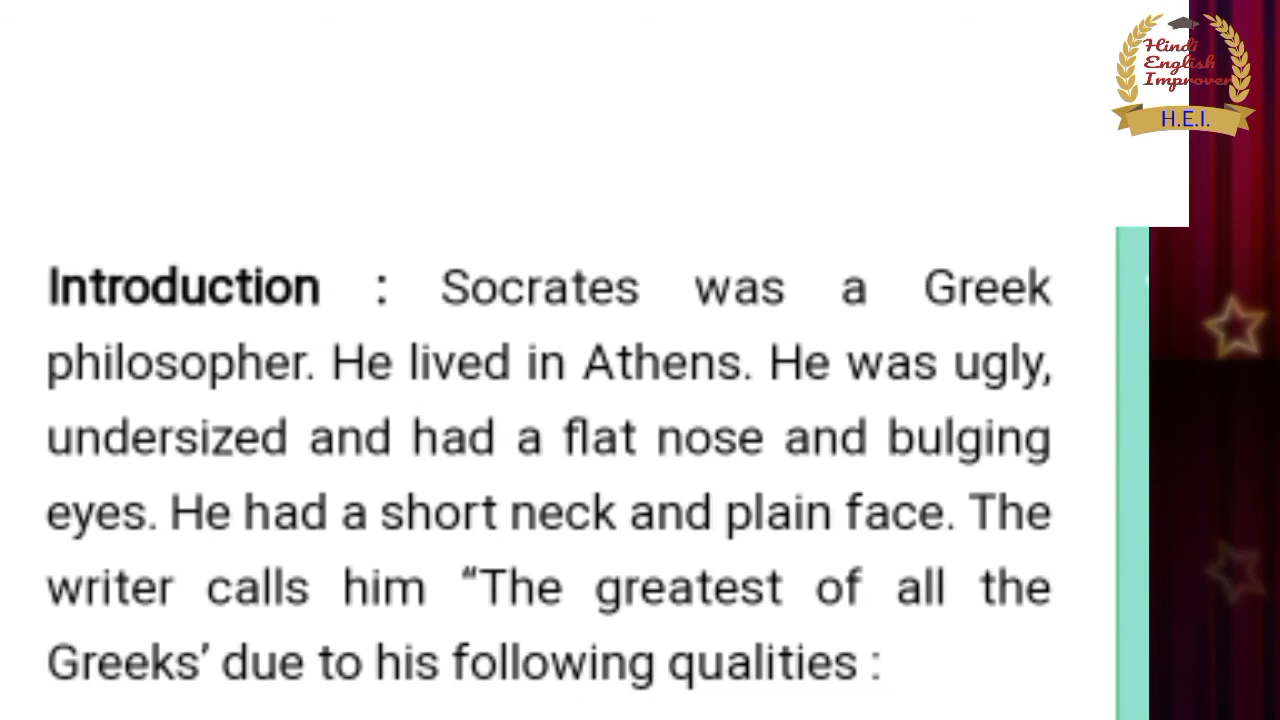 Hindi
English
Improver
H.E.I.
Introduction : Socrates was a Greek
philosopher. He lived in Athens. He was ugly,
undersized and had a flat nose and bulging
eyes. He had a short neck and plain face. The
writer calls him “The greatest of all the
Greeks’ due to his following qualities :